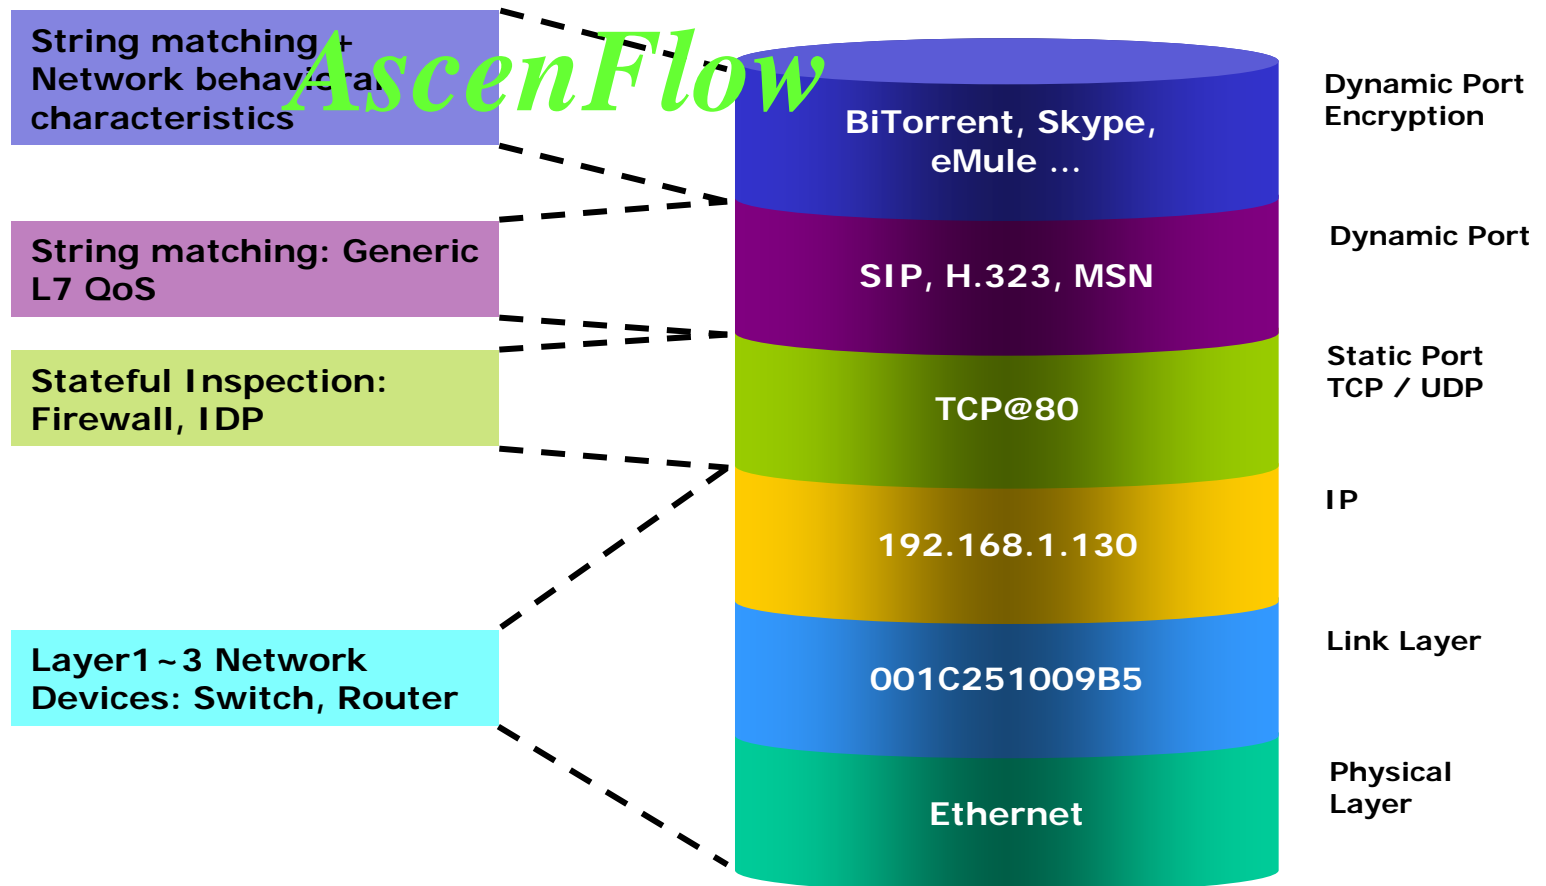 String matching +
Network behavioral
characteristics
AscenFlow
String matching: Generic
L7 QoS
Stateful Inspection:
Firewall, IDP
Layer1~3 Network
Devices: Switch, Router
BiTorrent, Skype,
eMule ...
SIP, H.323, MSN
TCP@80
192.168.1.130
001C251009B5
Ethernet
Dynamic Port
Encryption
Dynamic Port
Static Port
TCP / UDP
IP
Link Layer
Physical
Layer